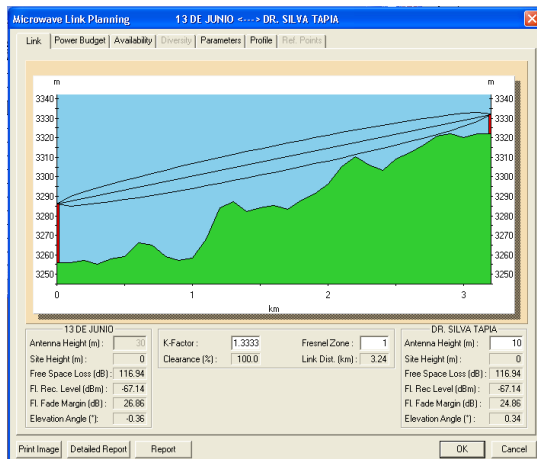 Microwave Link Planning 13 DE JUNIO <---> DR. SILVA TAPIA
Link Power Budget Availability Diversity Parameters Profile Ref. Points
m m
3340 3340
3330 3330
3320 3320
3310 3310
3300 3300
3290 3290
3280 3280
3270 3270
3260 3260
3250 3250
0 1 2 3
km
13 DE JUNIO DR. SILVA TAPIA
Antenna Height (m) : 30 K-Factor : 1.3333 Fresnel Zone : 1 Antenna Height (m) : 10
Site Height (m) : 0 Clearance (%) : 100.0 Link Dist. (km) : 3.24 Site Height (m) : 0
Free Space Loss (dB) : 116.94 Free Space Loss (dB) : 116.94
Fl. Rec. Level (dBm) : -67.14 Fl. Rec. Level (dBm) : -67.14
Fl. Fade Margin (dB) : 26.86 Fl. Fade Margin (dB) : 24.86
Elevation Angle (°): -0.36 Elevation Angle (°): 0.34
Print Image Detailed Report Report OK Cancel